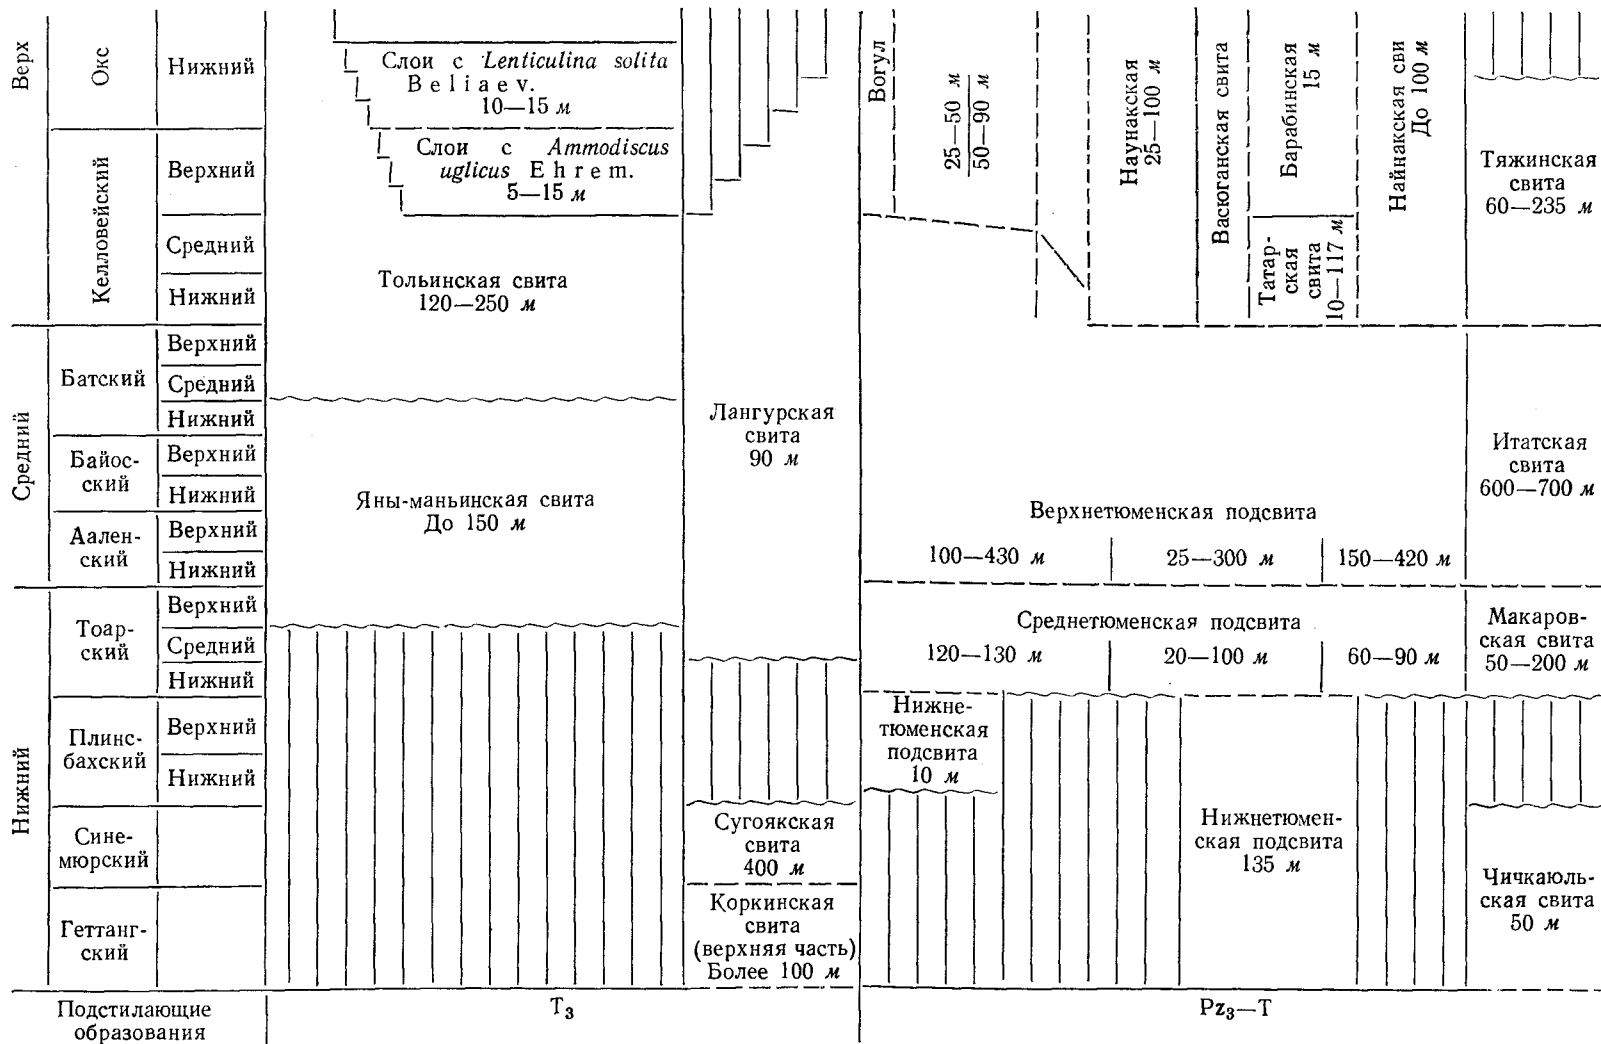 Верх
Окс
Нижний
Слои с Lenticulina solita
Beliaev.
10—15 м
Келловейский
Верхний
Слои с Ammodiscus
uglicus Ehrem.
5—15 м
Средний
Нижний
Тольинская свита
120—250 м
Вогул
25—50 м
50—90 м
Наунакская
25—100 м
Васюганская свита
Барабинская
15 м
Татар-
ская
свита
10—117 м
Найнакская сви
До 100 м
Тяжинская
свита
60—235 м
Средний
Батский
Верхний
Средний
Нижний
Байос-
ский
Верхний
Нижний
Аален-
ский
Верхний
Нижний
Яны-маньинская свита
До 150 м
Лангурская
свита
90 м
Верхнетюменская подсвита
100—430 м
25—300 м
150—420 м
Итатская
свита
600—700 м
Нижний
Тоар-
ский
Верхний
Средний
Нижний
Среднетюменская подсвита
120—130 м
20—100 м
60—90 м
Макаров-
ская свита
50—200 м
Плинс-
бахский
Верхний
Нижний
Нижне-
тюменская
подсвита
10 м
Сине-
мюрский
Сугоякская
свита
400 м
Нижнетюмен-
ская подсвита
135 м
Геттанг-
ский
Коркинская
свита
(верхняя часть)
Более 100 м
Чичкаюль-
ская свита
50 м
Подстилающие
образования
T₃
Pz₃—T